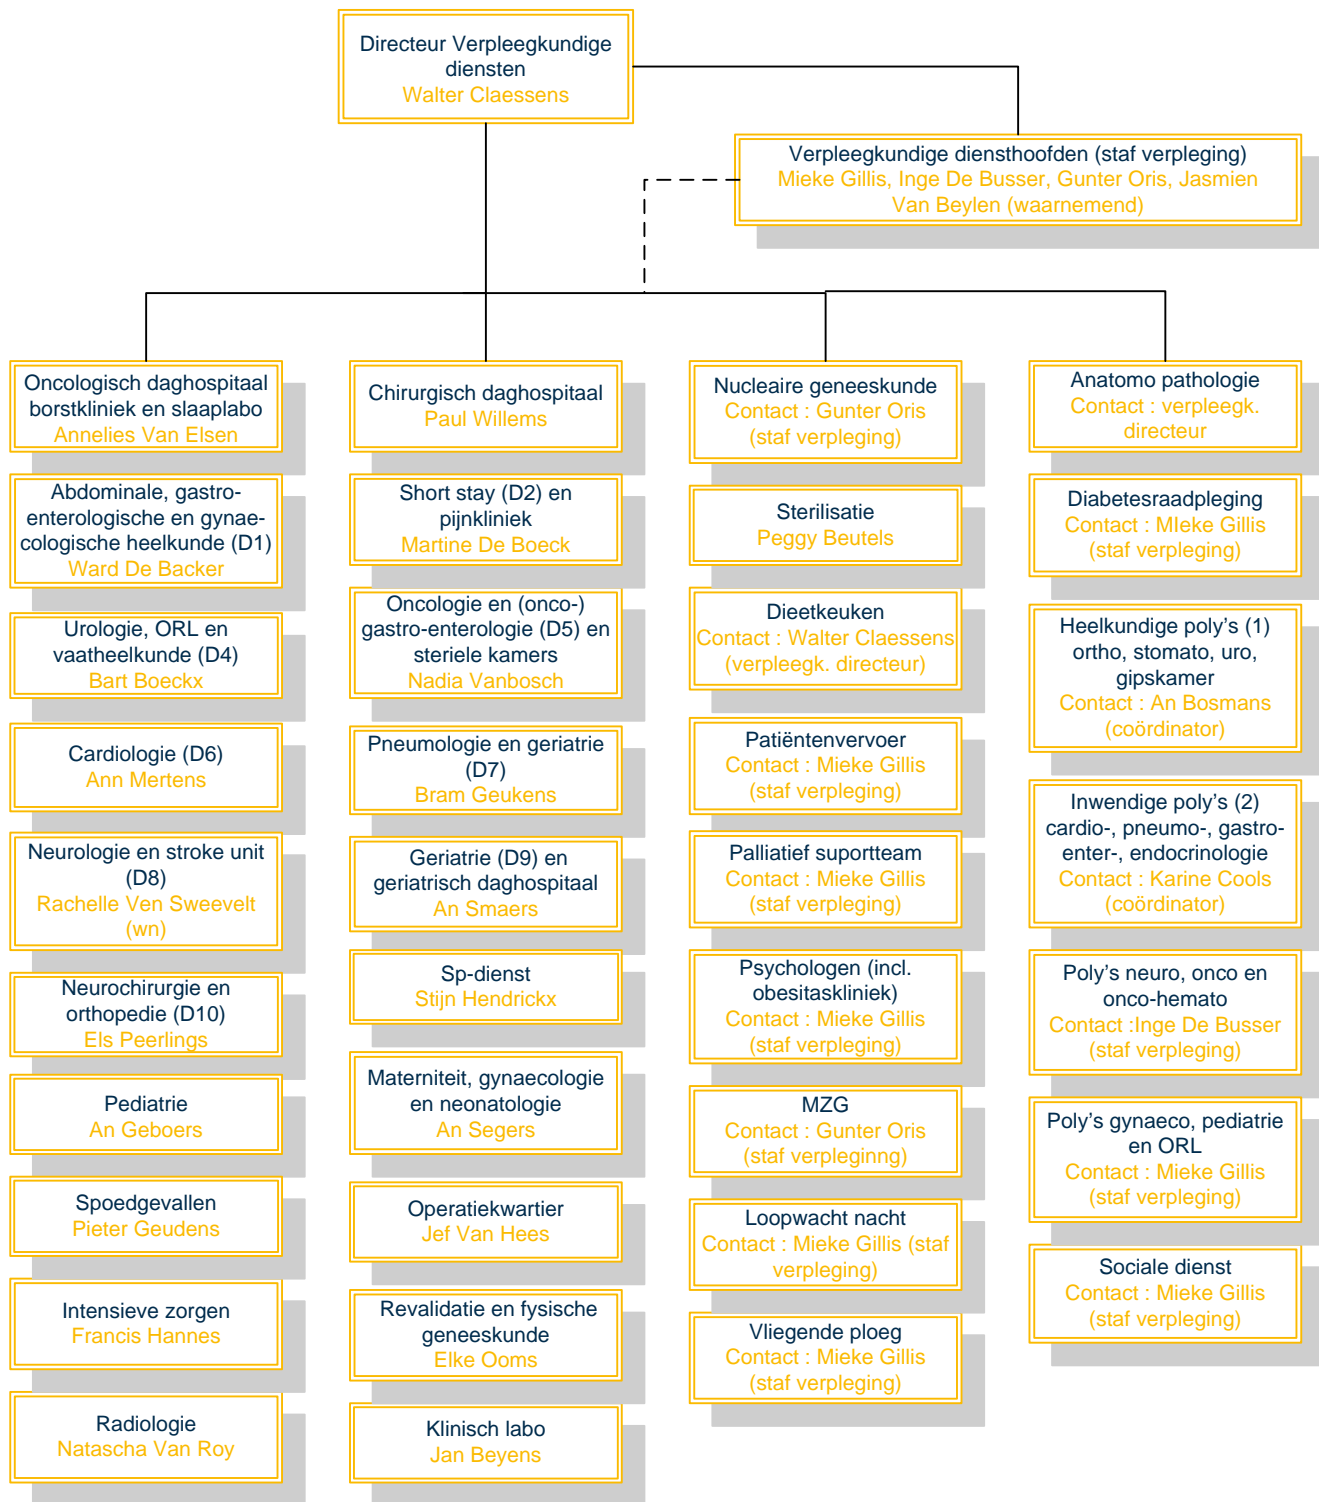 Directeur Verpleegkundige
diensten
Walter Claessens
Verpleegkundige diensthoofden (staf verpleging)
Mieke Gillis, Inge De Busser, Gunter Oris, Jasmien
Van Beylen (waarnemend)
Oncologisch daghospitaal
borstkliniek en slaaplabo
Annelies Van Elsen
Abdominale, gastro-
enterologische en gynae-
cologische heelkunde (D1)
Ward De Backer
Urologie, ORL en
vaatheelkunde (D4)
Bart Boeckx
Cardiologie (D6)
Ann Mertens
Neurologie en stroke unit
(D8)
Rachelle Ven Sweevelt
(wn)
Neurochirurgie en
orthopedie (D10)
Els Peerlings
Pediatrie
An Geboers
Spoedgevallen
Pieter Geudens
Intensieve zorgen
Francis Hannes
Radiologie
Natascha Van Roy
Chirurgisch daghospitaal
Paul Willems
Short stay (D2) en
pijnkliniek
Martine De Boeck
Oncologie en (onco-)
gastro-enterologie (D5) en
steriele kamers
Nadia Vanbosch
Pneumologie en geriatrie
(D7)
Bram Geukens
Geriatrie (D9) en
geriatrisch daghospitaal
An Smaers
Sp-dienst
Stijn Hendrickx
Materniteit, gynaecologie
en neonatologie
An Segers
Operatiekwartier
Jef Van Hees
Revalidatie en fysische
geneeskunde
Elke Ooms
Klinisch labo
Jan Beyens
Nucleaire geneeskunde
Contact : Gunter Oris
(staf verpleging)
Sterilisatie
Peggy Beutels
Dieetkeuken
Contact : Walter Claessens
(verpleegk. directeur)
Patiëntenvervoer
Contact : Mieke Gillis
(staf verpleging)
Palliatief suportteam
Contact : Mieke Gillis
(staf verpleging)
Psychologen (incl.
obesitaskliniek)
Contact : Mieke Gillis
(staf verpleging)
MZG
Contact : Gunter Oris
(staf verpleginng)
Loopwacht nacht
Contact : Mieke Gillis (staf
verpleging)
Vliegende ploeg
Contact : Mieke Gillis
(staf verpleging)
Anatomo pathologie
Contact : verpleegk.
directeur
Diabetesraadpleging
Contact : MIeke Gillis
(staf verpleging)
Heelkundige poly's (1)
ortho, stomato, uro,
gipskamer
Contact : An Bosmans
(coördinator)
Inwendige poly's (2)
cardio-, pneumo-, gastro-
enter-, endocrinologie
Contact : Karine Cools
(coördinator)
Poly's neuro, onco en
onco-hemato
Contact :Inge De Busser
(staf verpleging)
Poly's gynaeco, pediatrie
en ORL
Contact : Mieke Gillis
(staf verpleging)
Sociale dienst
Contact : Mieke Gillis
(staf verpleging)